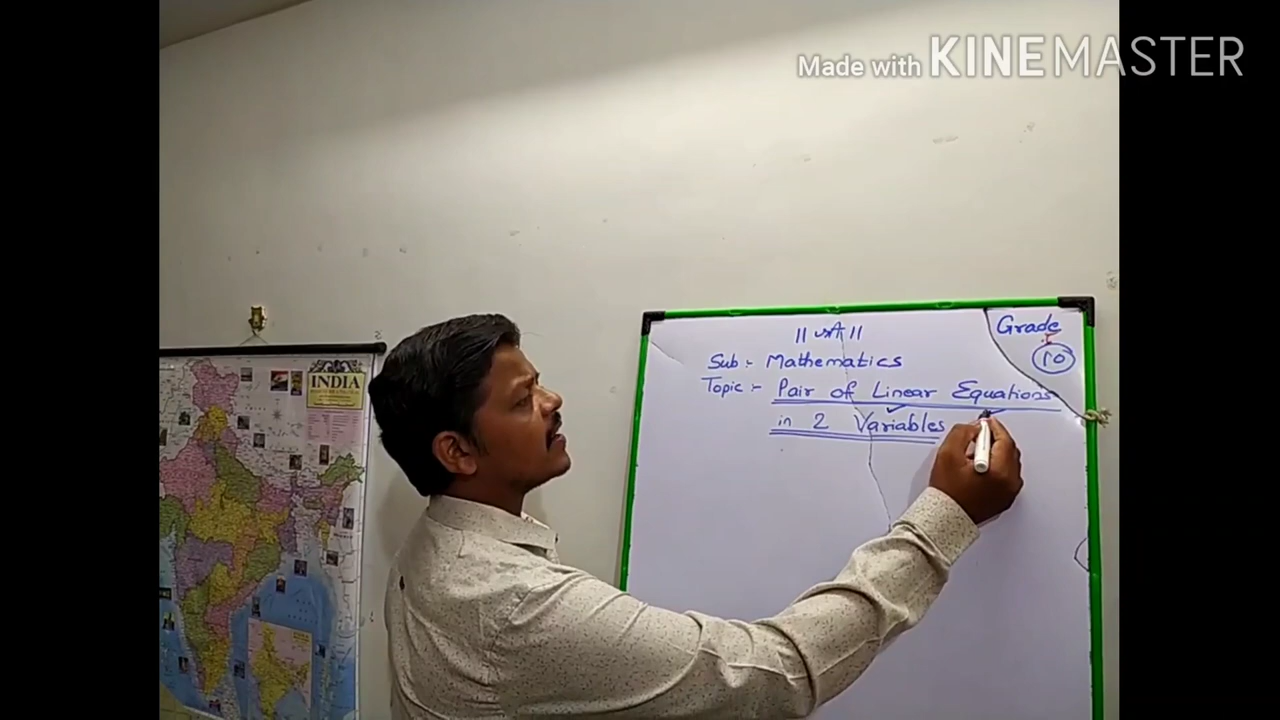 Made with KINEMASTER
Grade
10
Sub :- Mathematics
Topic :- Pair of Linear Equations
in 2 Variables
INDIA